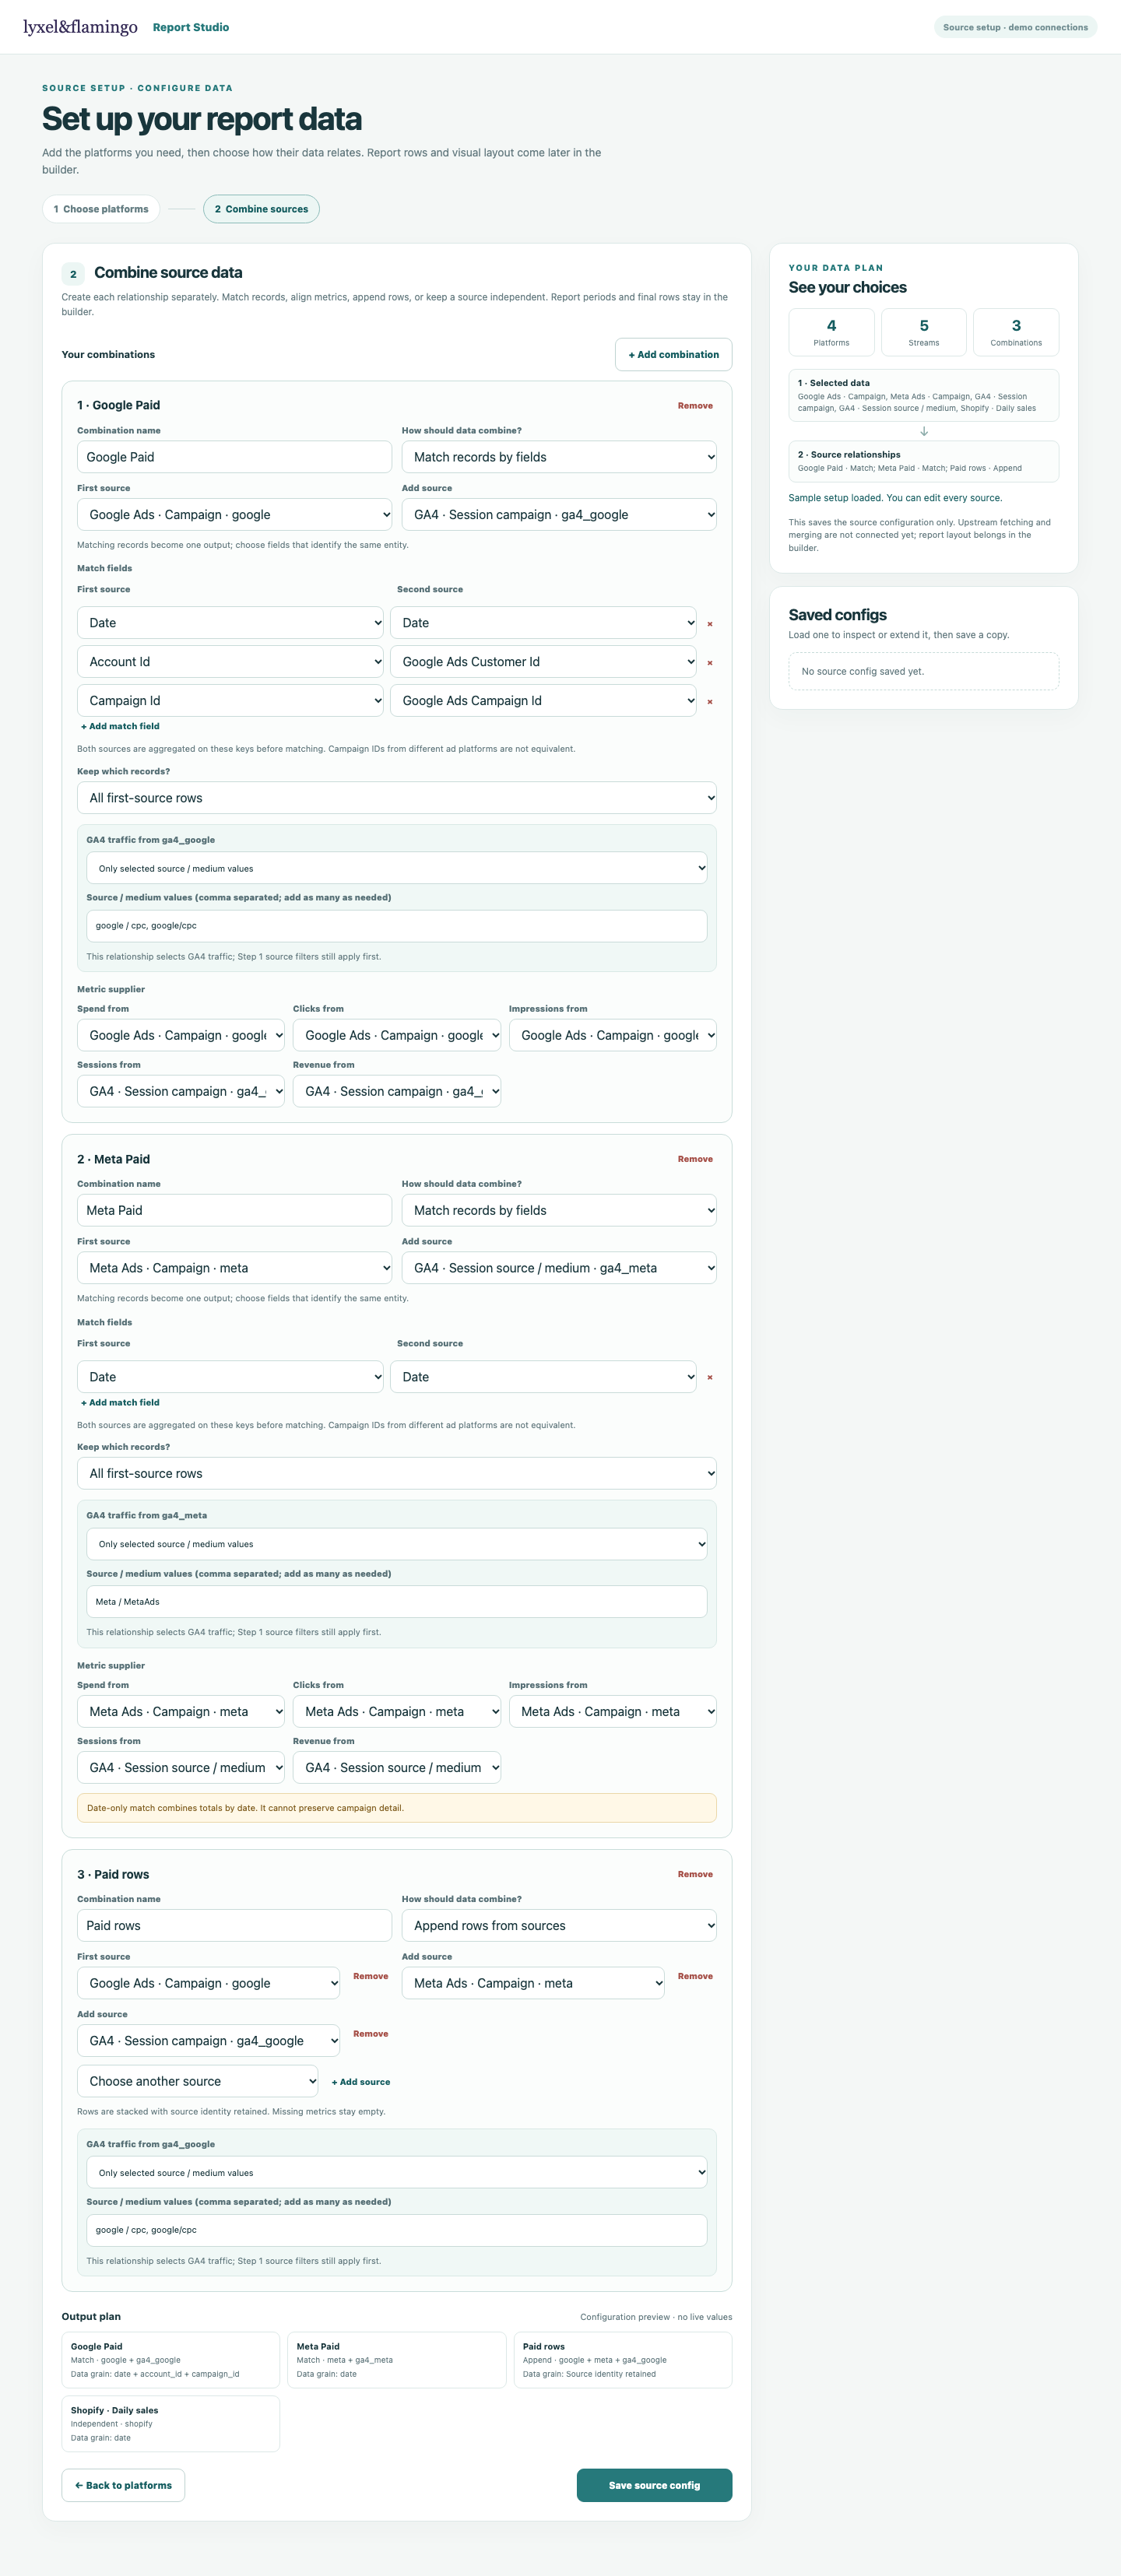 lyxel&flamingo
Report Studio
Source setup · demo connections
SOURCE SETUP · CONFIGURE DATA
Set up your report data
Add the platforms you need, then choose how their data relates. Report rows and visual layout come later in the
builder.
1 Choose platforms
2 Combine sources
2
Combine source data
Create each relationship separately. Match records, align metrics, append rows, or keep a source independent. Report periods and final rows stay in the
builder.
Your combinations
+ Add combination
1 · Google Paid
Remove
Combination name
How should data combine?
Google Paid
Match records by fields
First source
Add source
Google Ads · Campaign · google
GA4 · Session campaign · ga4_google
Matching records become one output; choose fields that identify the same entity.
Match fields
First source
Second source
Date
Date
×
Account Id
Google Ads Customer Id
×
Campaign Id
Google Ads Campaign Id
×
+ Add match field
Both sources are aggregated on these keys before matching. Campaign IDs from different ad platforms are not equivalent.
Keep which records?
All first-source rows
GA4 traffic from ga4_google
Only selected source / medium values
Source / medium values (comma separated; add as many as needed)
google / cpc, google/cpc
This relationship selects GA4 traffic; Step 1 source filters still apply first.
Metric supplier
Spend from
Clicks from
Impressions from
Google Ads · Campaign · google
Google Ads · Campaign · google
Google Ads · Campaign · google
Sessions from
Revenue from
GA4 · Session campaign · ga4_
GA4 · Session campaign · ga4_
2 · Meta Paid
Remove
Combination name
How should data combine?
Meta Paid
Match records by fields
First source
Add source
Meta Ads · Campaign · meta
GA4 · Session source / medium · ga4_meta
Matching records become one output; choose fields that identify the same entity.
Match fields
First source
Second source
Date
Date
×
+ Add match field
Both sources are aggregated on these keys before matching. Campaign IDs from different ad platforms are not equivalent.
Keep which records?
All first-source rows
GA4 traffic from ga4_meta
Only selected source / medium values
Source / medium values (comma separated; add as many as needed)
Meta / MetaAds
This relationship selects GA4 traffic; Step 1 source filters still apply first.
Metric supplier
Spend from
Clicks from
Impressions from
Meta Ads · Campaign · meta
Meta Ads · Campaign · meta
Meta Ads · Campaign · meta
Sessions from
Revenue from
GA4 · Session source / medium
GA4 · Session source / medium
Date-only match combines totals by date. It cannot preserve campaign detail.
3 · Paid rows
Remove
Combination name
How should data combine?
Paid rows
Append rows from sources
First source
Add source
Google Ads · Campaign · google
Remove
Meta Ads · Campaign · meta
Remove
Add source
GA4 · Session campaign · ga4_google
Remove
Choose another source
+ Add source
Rows are stacked with source identity retained. Missing metrics stay empty.
GA4 traffic from ga4_google
Only selected source / medium values
Source / medium values (comma separated; add as many as needed)
google / cpc, google/cpc
This relationship selects GA4 traffic; Step 1 source filters still apply first.
Output plan
Configuration preview · no live values
Google Paid
Match · google + ga4_google
Data grain: date + account_id + campaign_id
Meta Paid
Match · meta + ga4_meta
Data grain: date
Paid rows
Append · google + meta + ga4_google
Data grain: Source identity retained
Shopify · Daily sales
Independent · shopify
Data grain: date
← Back to platforms
Save source config
YOUR DATA PLAN
See your choices
4
Platforms
5
Streams
3
Combinations
1 · Selected data
Google Ads · Campaign, Meta Ads · Campaign, GA4 · Session
campaign, GA4 · Session source / medium, Shopify · Daily sales
↓
2 · Source relationships
Google Paid · Match; Meta Paid · Match; Paid rows · Append
Sample setup loaded. You can edit every source.
This saves the source configuration only. Upstream fetching and
merging are not connected yet; report layout belongs in the
builder.
Saved configs
Load one to inspect or extend it, then save a copy.
No source config saved yet.